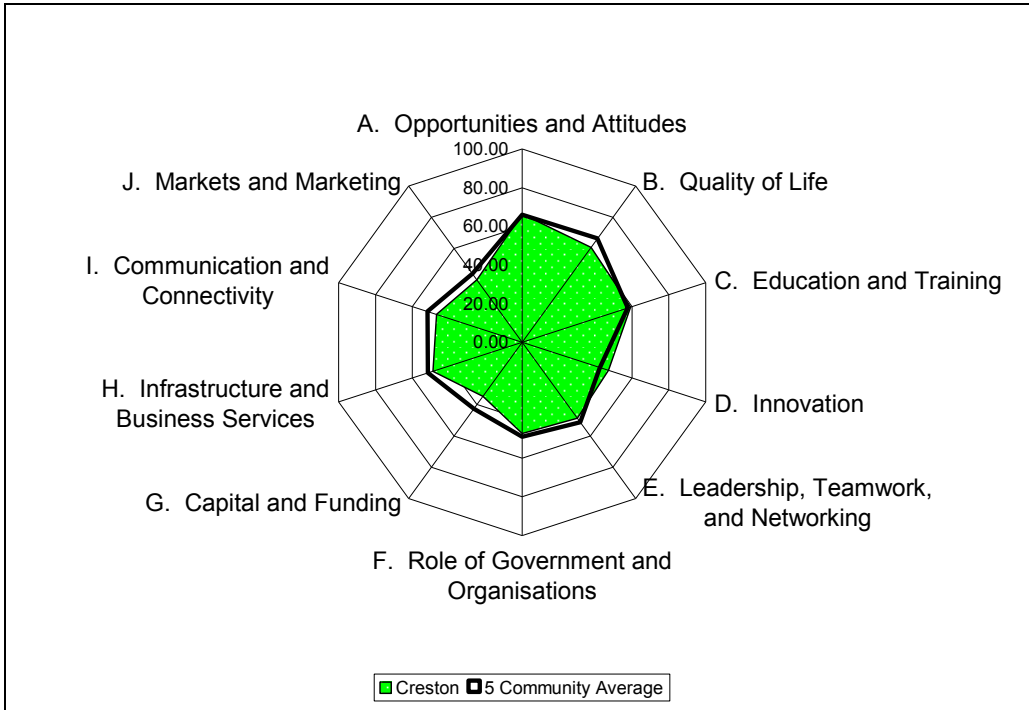 A. Opportunities and Attitudes
100.00
80.00
60.00
40.00
20.00
0.00
B. Quality of Life
C. Education and Training
D. Innovation
E. Leadership, Teamwork,
and Networking
F. Role of Government and
Organisations
G. Capital and Funding
H. Infrastructure and
Business Services
I. Communication and
Connectivity
J. Markets and Marketing
Creston 5 Community Average